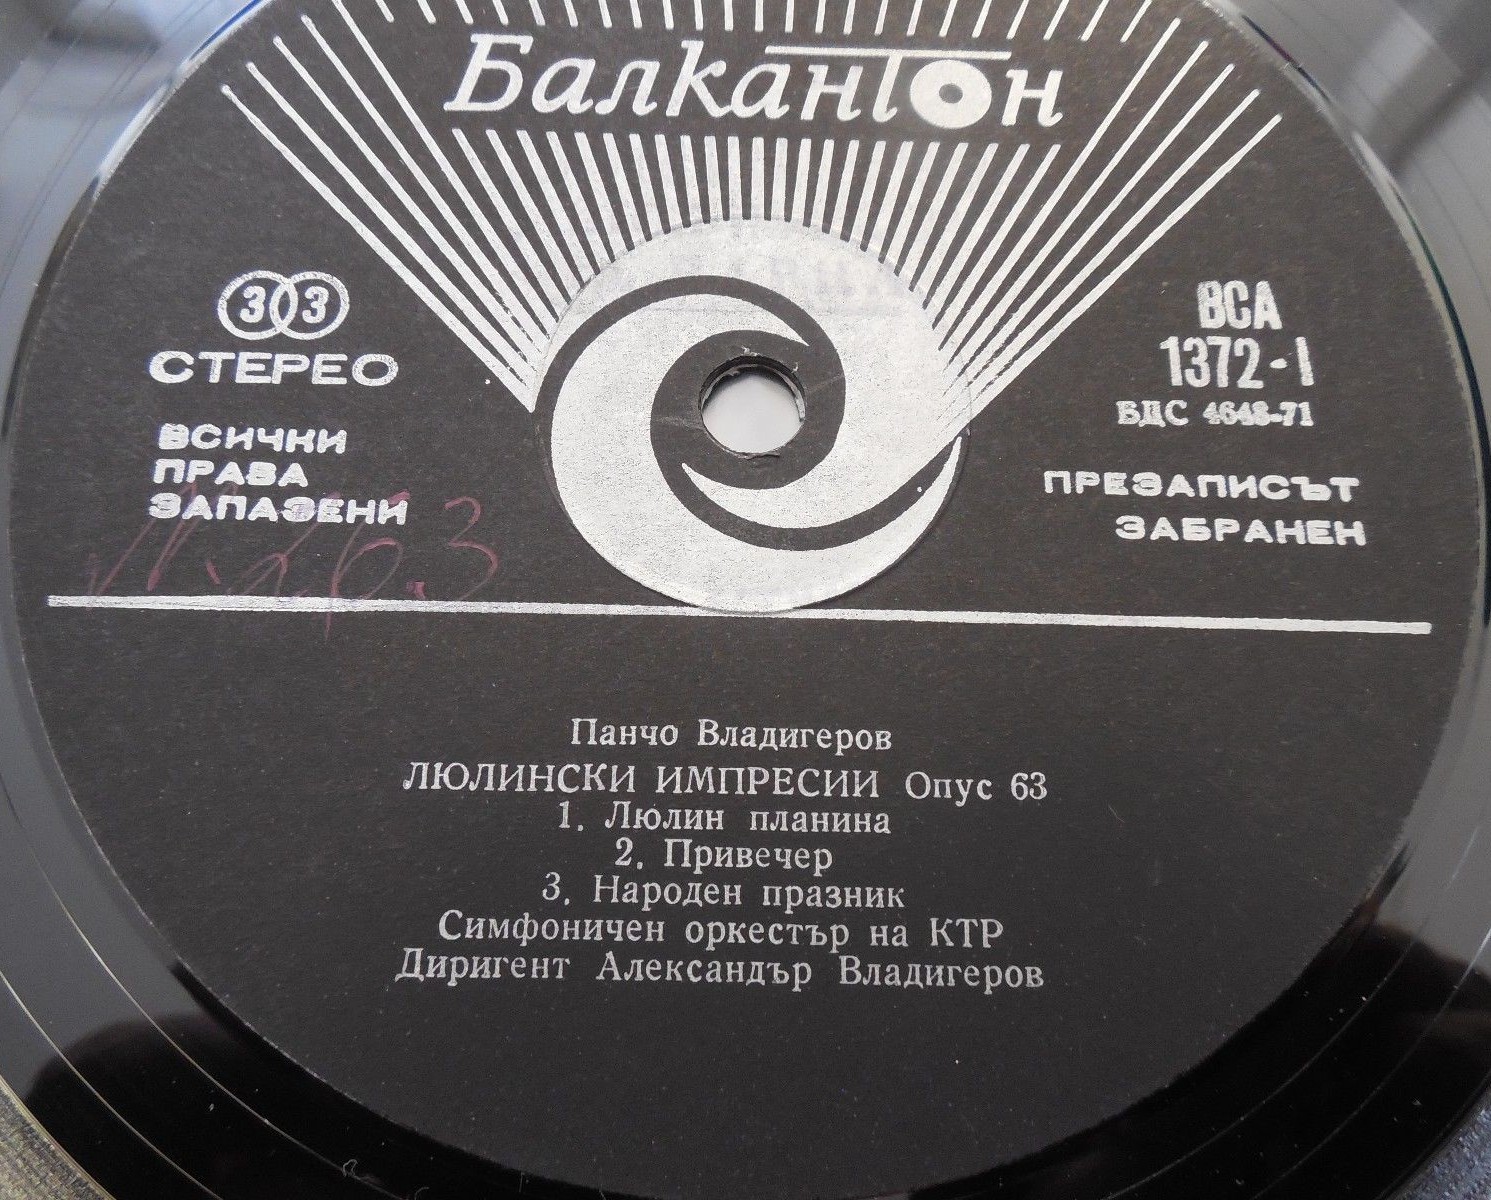 Балкантон
33
СТЕРЕО
ВСИЧКИ
ПРАВА
ЗАПАЗЕНИ
ВСА
1372-I
БДС 4648-71
ПРЕЗАПИСЪТ
ЗАБРАНЕН
Панчо Владигеров
ЛЮЛИНСКИ ИМПРЕСИИ Опус 63
1. Люлин планина
2. Привечер
3. Народен празник
Симфоничен оркестър на КТР
Диригент Александър Владигеров